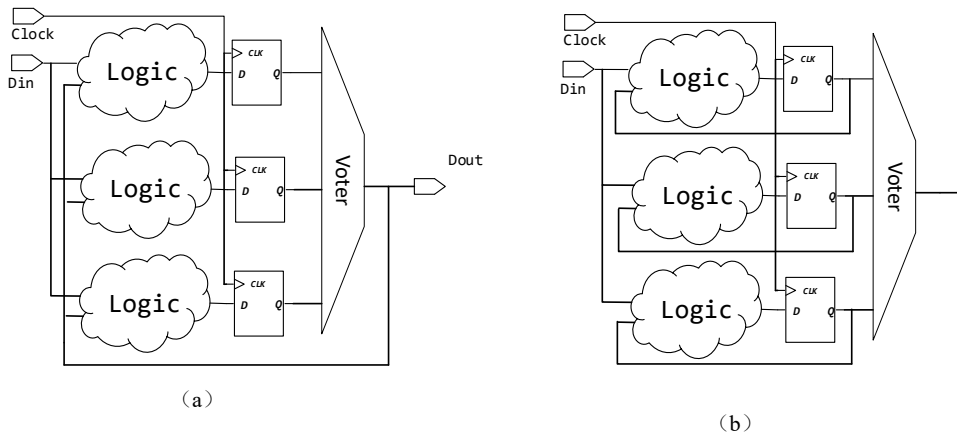 Clock
Din
Logic
CLK
D
Q
Logic
CLK
D
Q
Logic
CLK
D
Q
Voter
Dout
（a）
Clock
Din
Logic
CLK
D
Q
Logic
CLK
D
Q
Logic
CLK
D
Q
Voter
（b）